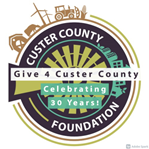 CUSTER COUNTY
Give 4 Custer County
Celebrating
30 Years!
FOUNDATION